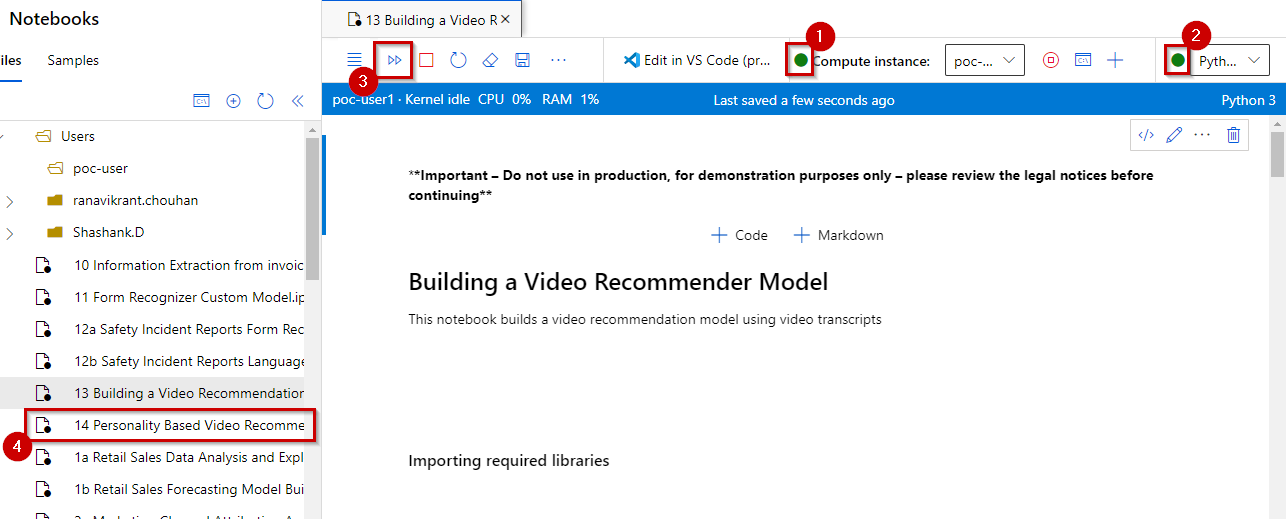 Notebooks
13 Building a Video R
1
2
iles
Samples
Edit in VS Code (pr...
Compute instance:
poc-...
Pyth...
3
poc-user1 · Kernel idle CPU 0% RAM 1%
Last saved a few seconds ago
Python 3
Users
poc-user
ranavikrant.chouhan
Shashank.D
10 Information Extraction from invoic
11 Form Recognizer Custom Model.ip
12a Safety Incident Reports Form Rec
12b Safety Incident Reports Language
13 Building a Video Recommendation
14 Personality Based Video Recomme
4
1a Retail Sales Data Analysis and Expl
1b Retail Sales Forecasting Model Bui
**Important – Do not use in production, for demonstration purposes only – please review the legal notices before
continuing**
Code
Markdown
Building a Video Recommender Model
This notebook builds a video recommendation model using video transcripts
Importing required libraries